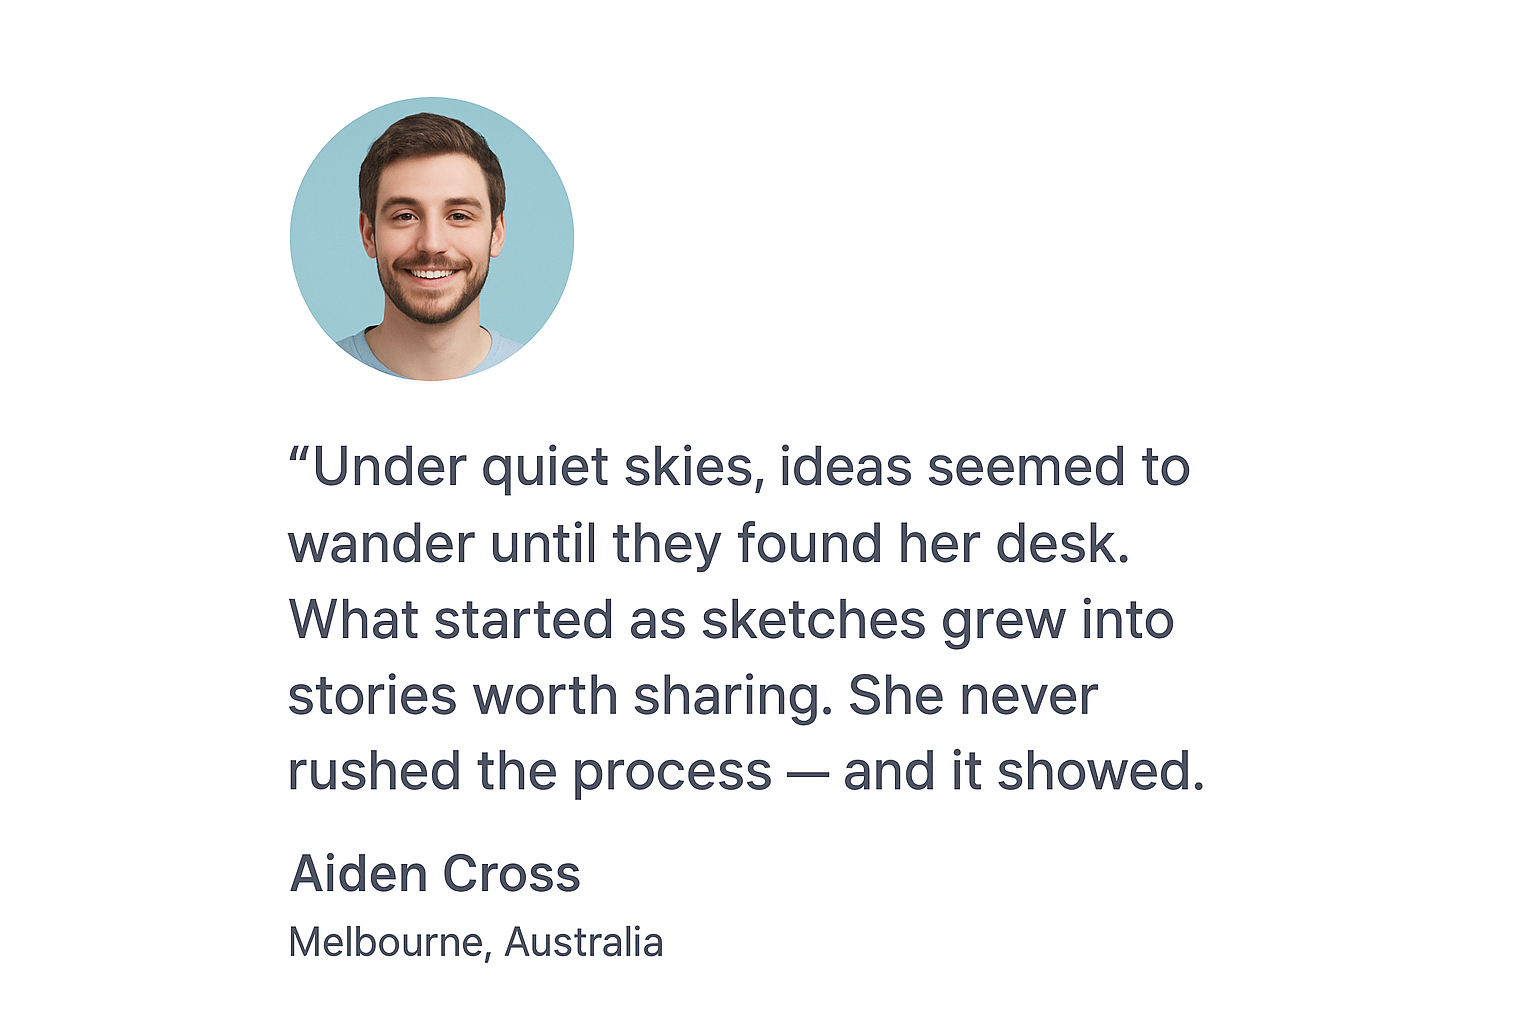 “Under quiet skies, ideas seemed to
wander until they found her desk.
What started as sketches grew into
stories worth sharing. She never
rushed the process — and it showed.
Aiden Cross
Melbourne, Australia